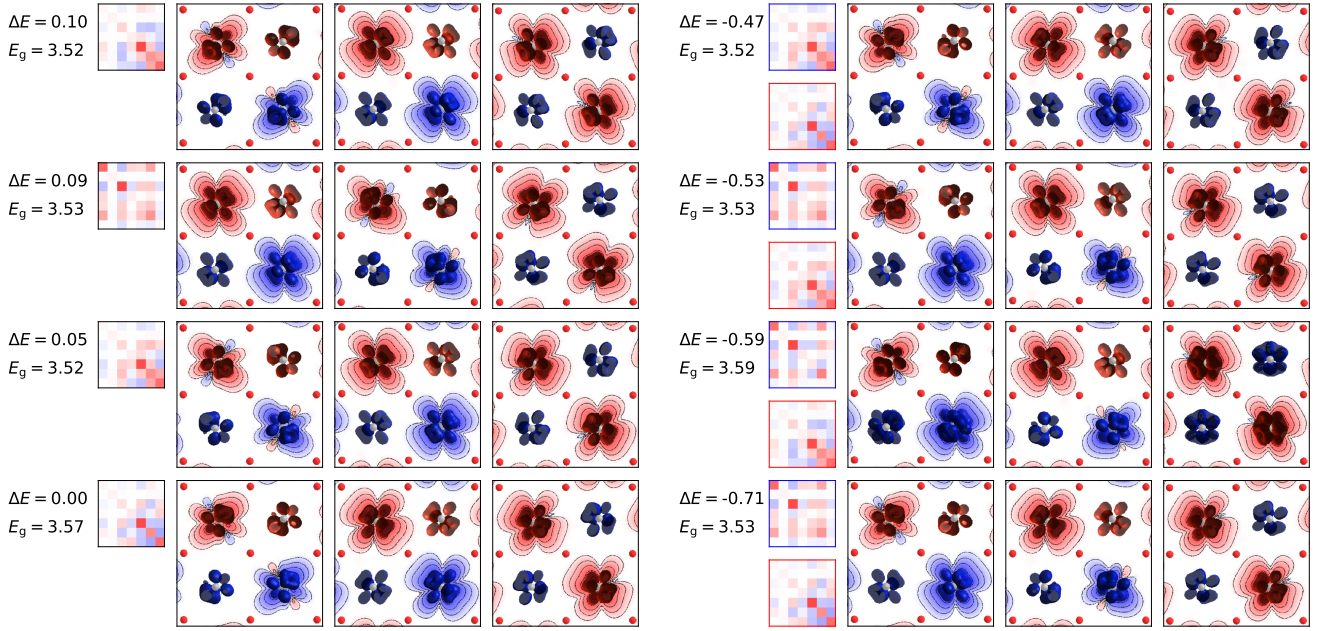 ΔE = 0.10
E_g = 3.52
ΔE = -0.47
E_g = 3.52
ΔE = 0.09
E_g = 3.53
ΔE = -0.53
E_g = 3.53
ΔE = 0.05
E_g = 3.52
ΔE = -0.59
E_g = 3.59
ΔE = 0.00
E_g = 3.57
ΔE = -0.71
E_g = 3.53